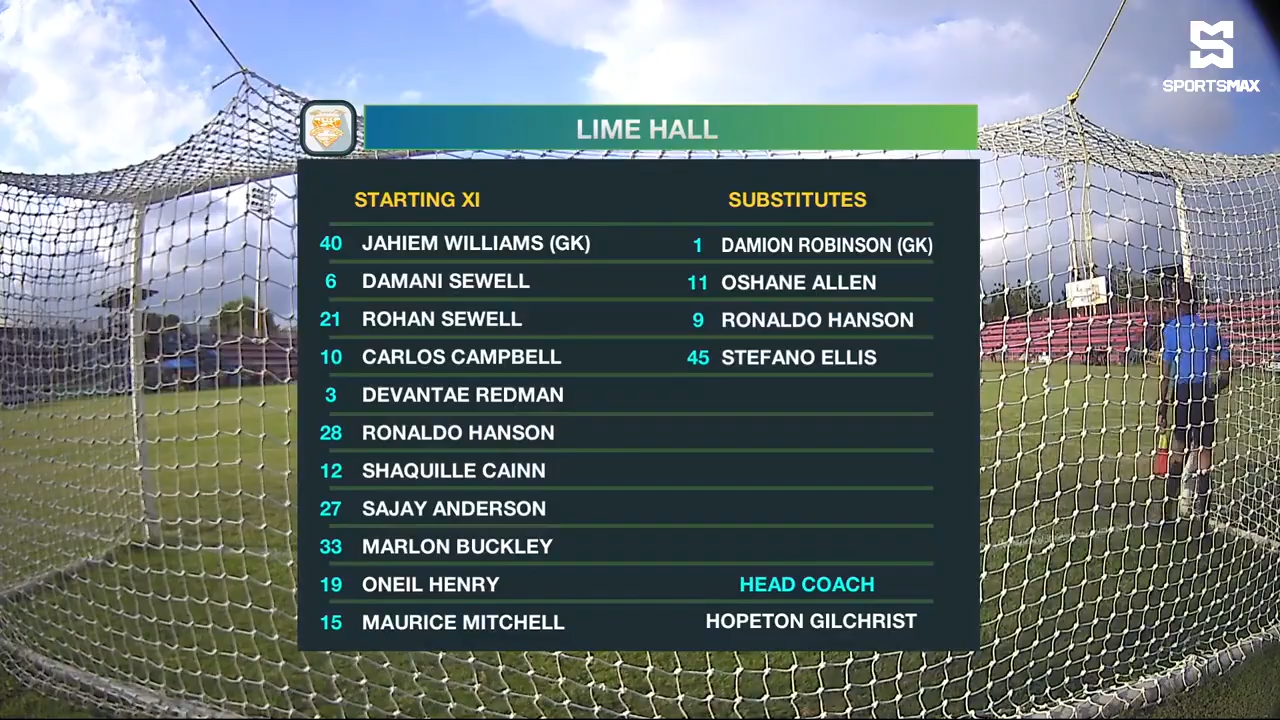 SPORTSMAX
LIME HALL
STARTING XI
40 JAHIEM WILLIAMS (GK)
6 DAMANI SEWELL
21 ROHAN SEWELL
10 CARLOS CAMPBELL
3 DEVANTAE REDMAN
28 RONALDO HANSON
12 SHAQUILLE CAINN
27 SAJAY ANDERSON
33 MARLON BUCKLEY
19 ONEIL HENRY
15 MAURICE MITCHELL
SUBSTITUTES
1 DAMION ROBINSON (GK)
11 OSHANE ALLEN
9 RONALDO HANSON
45 STEFANO ELLIS
HEAD COACH
HOPETON GILCHRIST